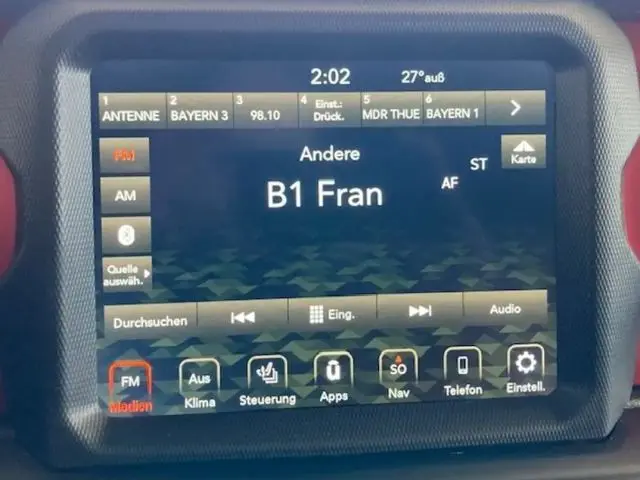 2:02 27°auß
1 2 3 4 5 6
ANTENNE BAYERN 3 98.10 Einst.: MDR THUE BAYERN 1
Drück.
FM Andere ST Karte
AF
AM B1 Fran
Quelle
auswäh.
Durchsuchen Eing. Audio
FM Aus SO
Medien Klima Steuerung Apps Nav Telefon Einstell.